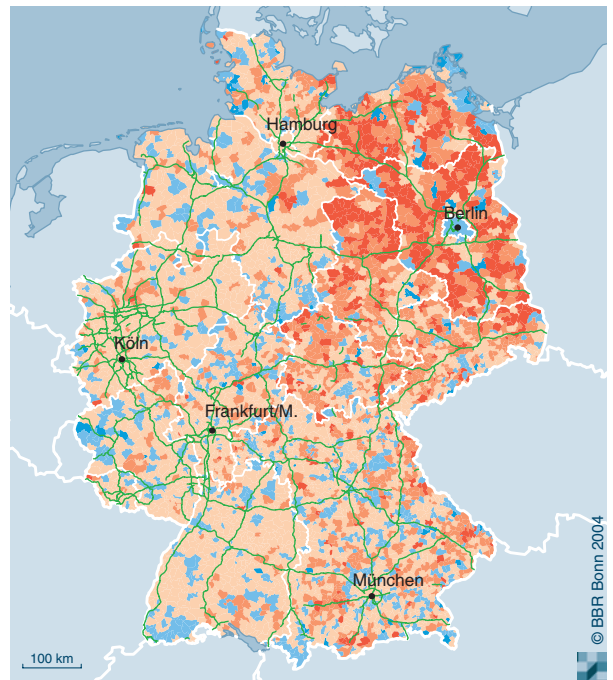 Hamburg
Berlin
Köln
Frankfurt/M.
München
© BBR Bonn 2004
100 km